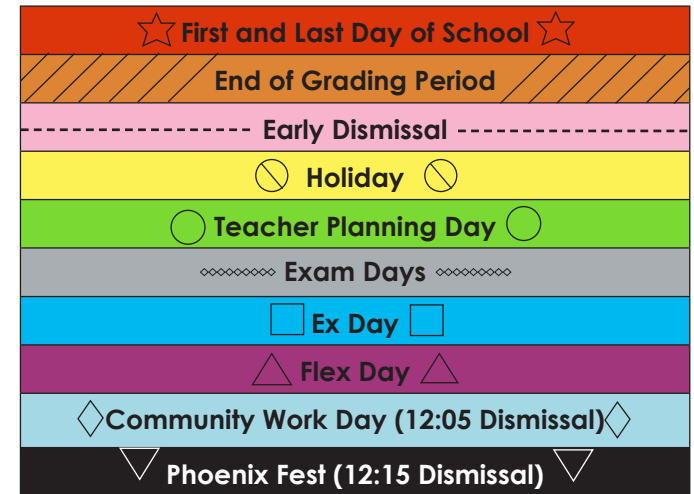 First and Last Day of School
End of Grading Period
Early Dismissal
Holiday
Teacher Planning Day
Exam Days
Ex Day
Flex Day
Community Work Day (12:05 Dismissal)
Phoenix Fest (12:15 Dismissal)